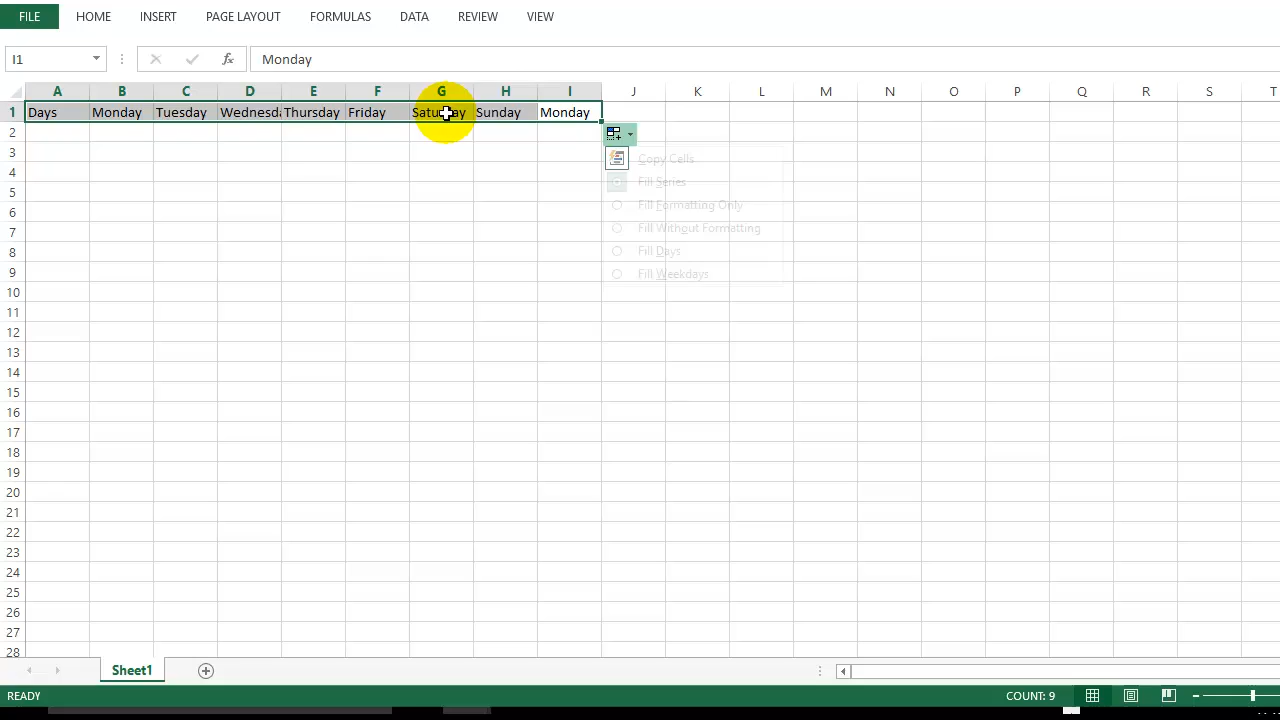 FILE HOME INSERT PAGE LAYOUT FORMULAS DATA REVIEW VIEW
I1 fx Monday
A B C D E F G H I J K L M N O P Q R S T
1 Days Monday Tuesday Wednesda Thursday Friday Saturday Sunday Monday
2
3 Copy Cells
4 Fill Series
5
6 Fill Formatting Only
7 Fill Without Formatting
8 Fill Days
9 Fill Weekdays
10
11
12
13
14
15
16
17
18
19
20
21
22
23
24
25
26
27
28
Sheet1
READY COUNT: 9